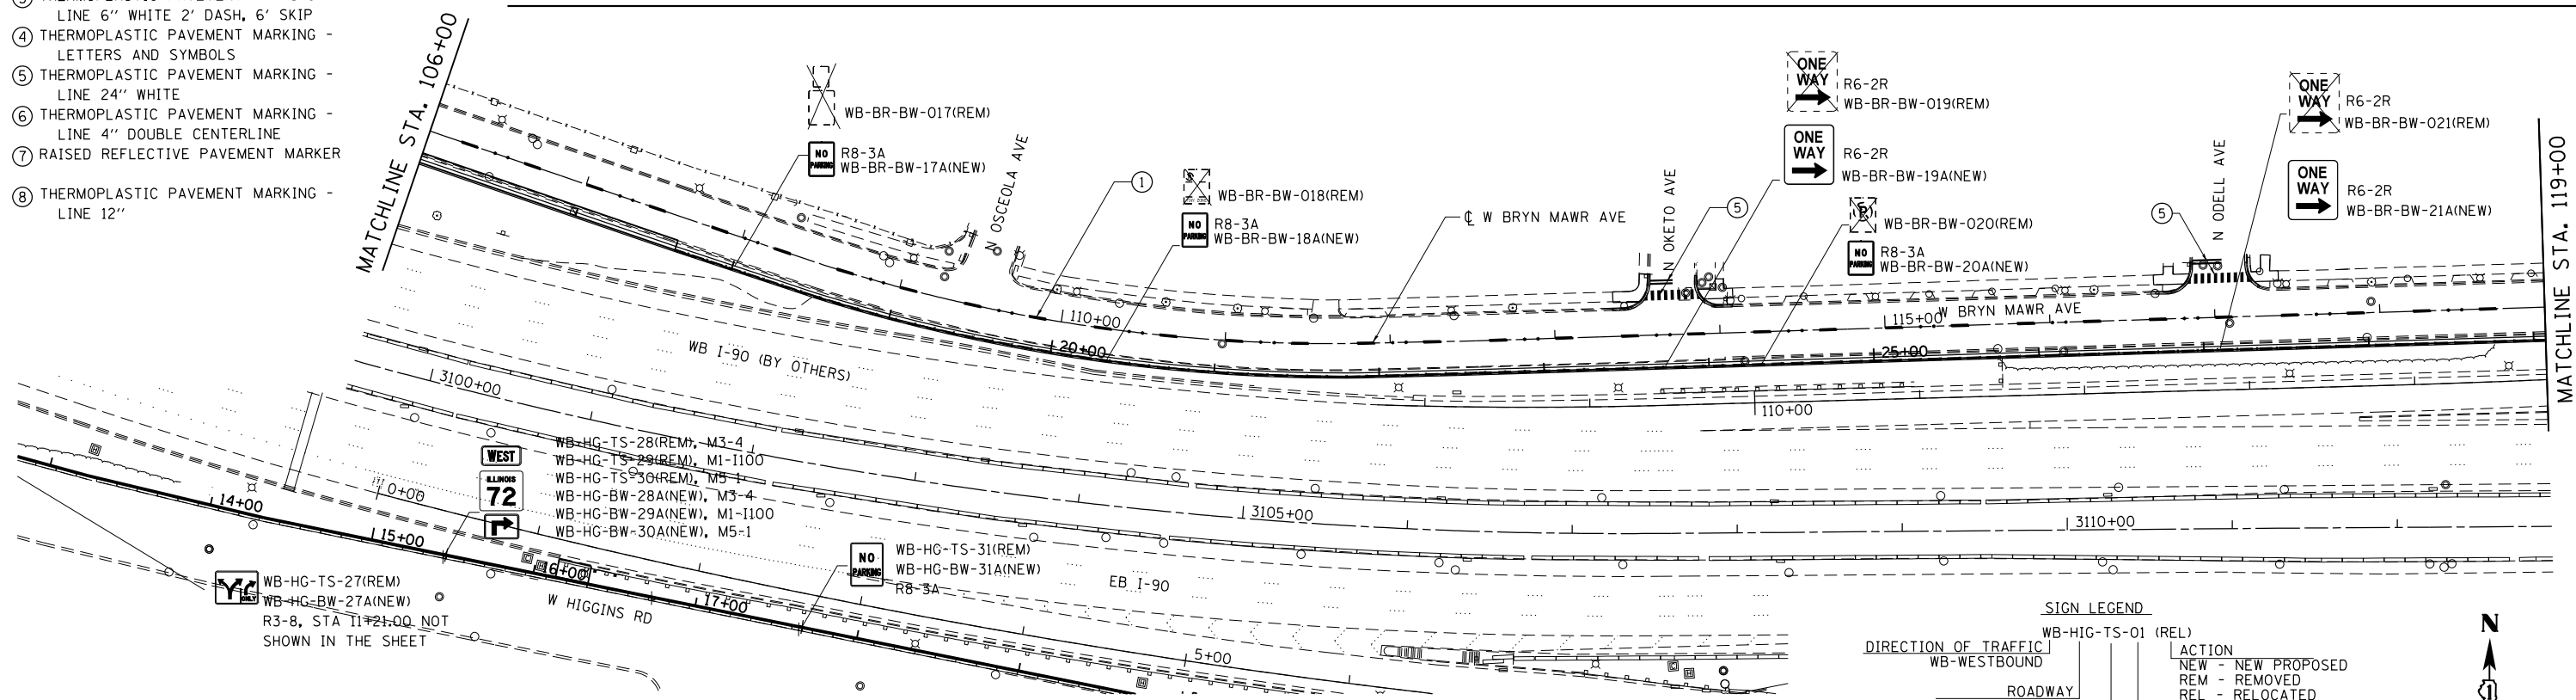 LINE 6" WHITE 2' DASH, 6' SKIP
4 THERMOPLASTIC PAVEMENT MARKING -
LETTERS AND SYMBOLS
5 THERMOPLASTIC PAVEMENT MARKING -
LINE 24" WHITE
6 THERMOPLASTIC PAVEMENT MARKING -
LINE 4" DOUBLE CENTERLINE
7 RAISED REFLECTIVE PAVEMENT MARKER
8 THERMOPLASTIC PAVEMENT MARKING -
LINE 12"
MATCHLINE STA. 106+00
WB-BR-BW-017(REM)
NO PARKING
R8-3A
WB-BR-BW-17A(NEW)
N OSCEOLA AVE
1
WB-BR-BW-018(REM)
NO PARKING
R8-3A
WB-BR-BW-18A(NEW)
℄ W BRYN MAWR AVE
N OKETO AVE
5
ONE WAY
R6-2R
WB-BR-BW-019(REM)
ONE WAY
R6-2R
WB-BR-BW-19A(NEW)
WB-BR-BW-020(REM)
NO PARKING
R8-3A
WB-BR-BW-20A(NEW)
5
N ODELL AVE
ONE WAY
R6-2R
WB-BR-BW-021(REM)
ONE WAY
R6-2R
WB-BR-BW-21A(NEW)
MATCHLINE STA. 119+00
110+00
115+00
W BRYN MAWR AVE
20+00
25+00
110+00
WB I-90 (BY OTHERS)
3100+00
3105+00
3110+00
EB I-90
WEST
ILLINOIS
72
WB-HG-TS-28(REM), M3-4
WB-HG-TS-29(REM), M1-I100
WB-HG-TS-30(REM), M5-1
WB-HG-BW-28A(NEW), M3-4
WB-HG-BW-29A(NEW), M1-I100
WB-HG-BW-30A(NEW), M5-1
0+00
14+00
15+00
16+00
17+00
5+00
W HIGGINS RD
NO PARKING
WB-HG-TS-31(REM)
WB-HG-BW-31A(NEW)
R8-3A
ONLY
WB-HG-TS-27(REM)
WB-HG-BW-27A(NEW)
R3-8, STA 11+21.00 NOT
SHOWN IN THE SHEET
SIGN LEGEND
WB-HIG-TS-01 (REL)
DIRECTION OF TRAFFIC
WB-WESTBOUND
ROADWAY
ACTION
NEW - NEW PROPOSED
REM - REMOVED
REL - RELOCATED
N